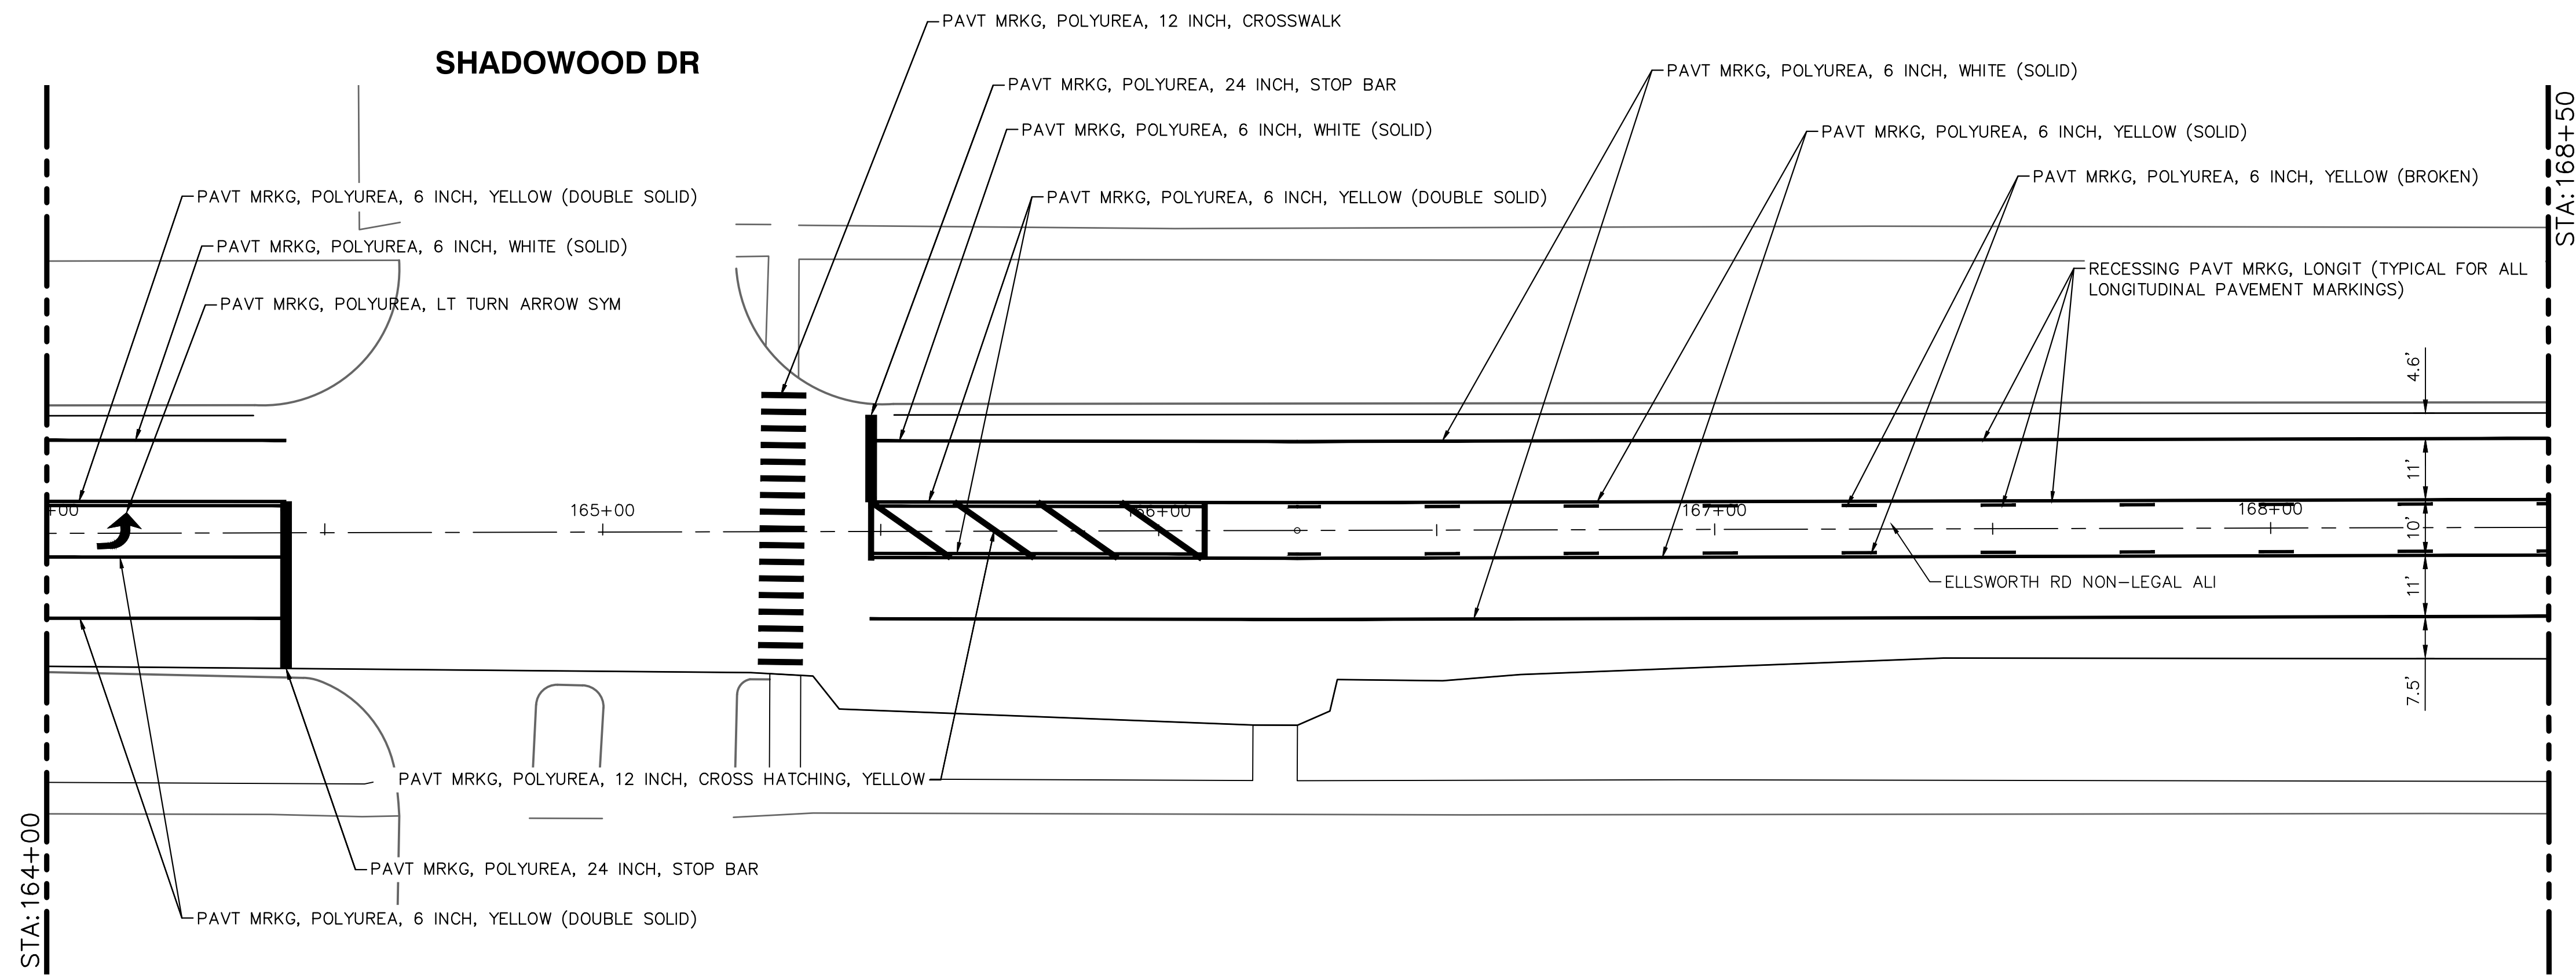 PAVT MRKG, POLYUREA, 12 INCH, CROSSWALK
SHADOWOOD DR
PAVT MRKG, POLYUREA, 24 INCH, STOP BAR
PAVT MRKG, POLYUREA, 6 INCH, WHITE (SOLID)
PAVT MRKG, POLYUREA, 6 INCH, WHITE (SOLID)
PAVT MRKG, POLYUREA, 6 INCH, YELLOW (SOLID)
PAVT MRKG, POLYUREA, 6 INCH, YELLOW (BROKEN)
STA:168+50
PAVT MRKG, POLYUREA, 6 INCH, YELLOW (DOUBLE SOLID)
PAVT MRKG, POLYUREA, 6 INCH, YELLOW (DOUBLE SOLID)
PAVT MRKG, POLYUREA, 6 INCH, WHITE (SOLID)
PAVT MRKG, POLYUREA, LT TURN ARROW SYM
RECESSING PAVT MRKG, LONGIT (TYPICAL FOR ALL
LONGITUDINAL PAVEMENT MARKINGS)
4.6'
11'
+00
165+00
166+00
167+00
168+00
10'
ELLSWORTH RD NON-LEGAL ALI
11'
7.5'
PAVT MRKG, POLYUREA, 12 INCH, CROSS HATCHING, YELLOW
PAVT MRKG, POLYUREA, 24 INCH, STOP BAR
PAVT MRKG, POLYUREA, 6 INCH, YELLOW (DOUBLE SOLID)
STA:164+00